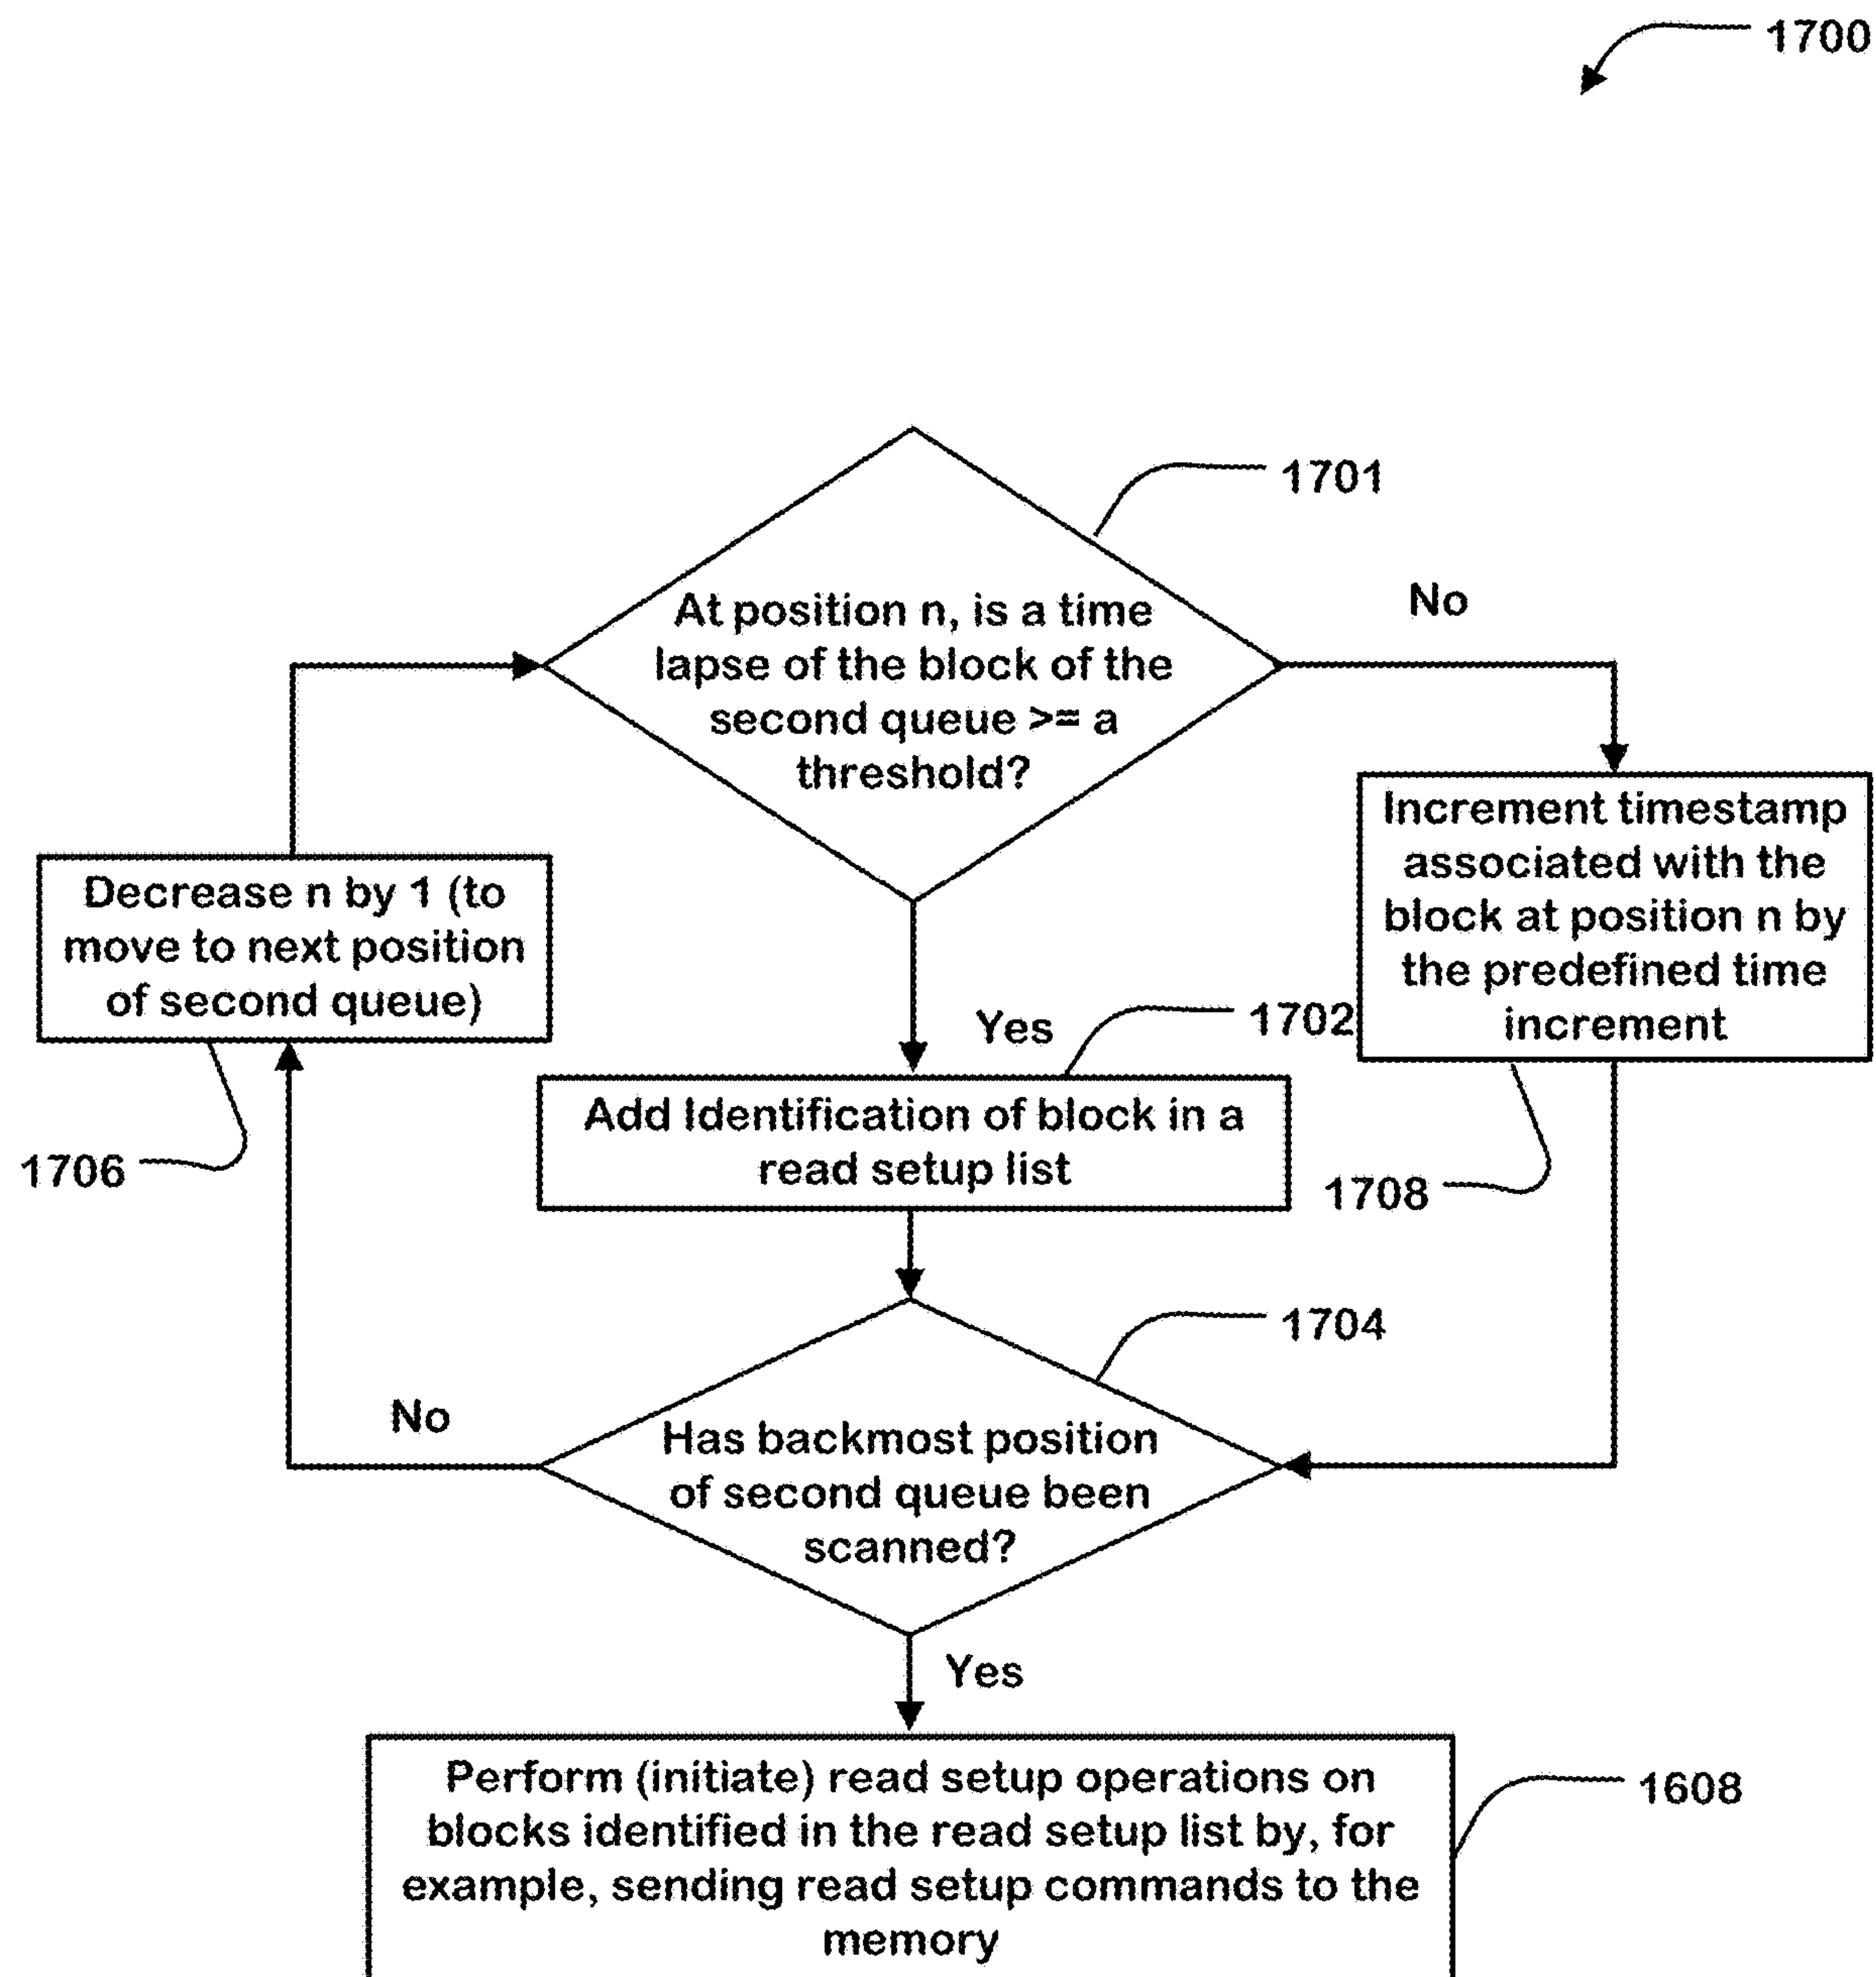 1700
1701
At position n, is a time
lapse of the block of the
second queue >= a
threshold?
No
Increment timestamp
associated with the
block at position n by
the predefined time
increment
Decrease n by 1 (to
move to next position
of second queue)
Yes
1702
Add Identification of block in a
read setup list
1706
1708
1704
No
Has backmost position
of second queue been
scanned?
Yes
Perform (initiate) read setup operations on
blocks identified in the read setup list by, for
example, sending read setup commands to the
memory
1608